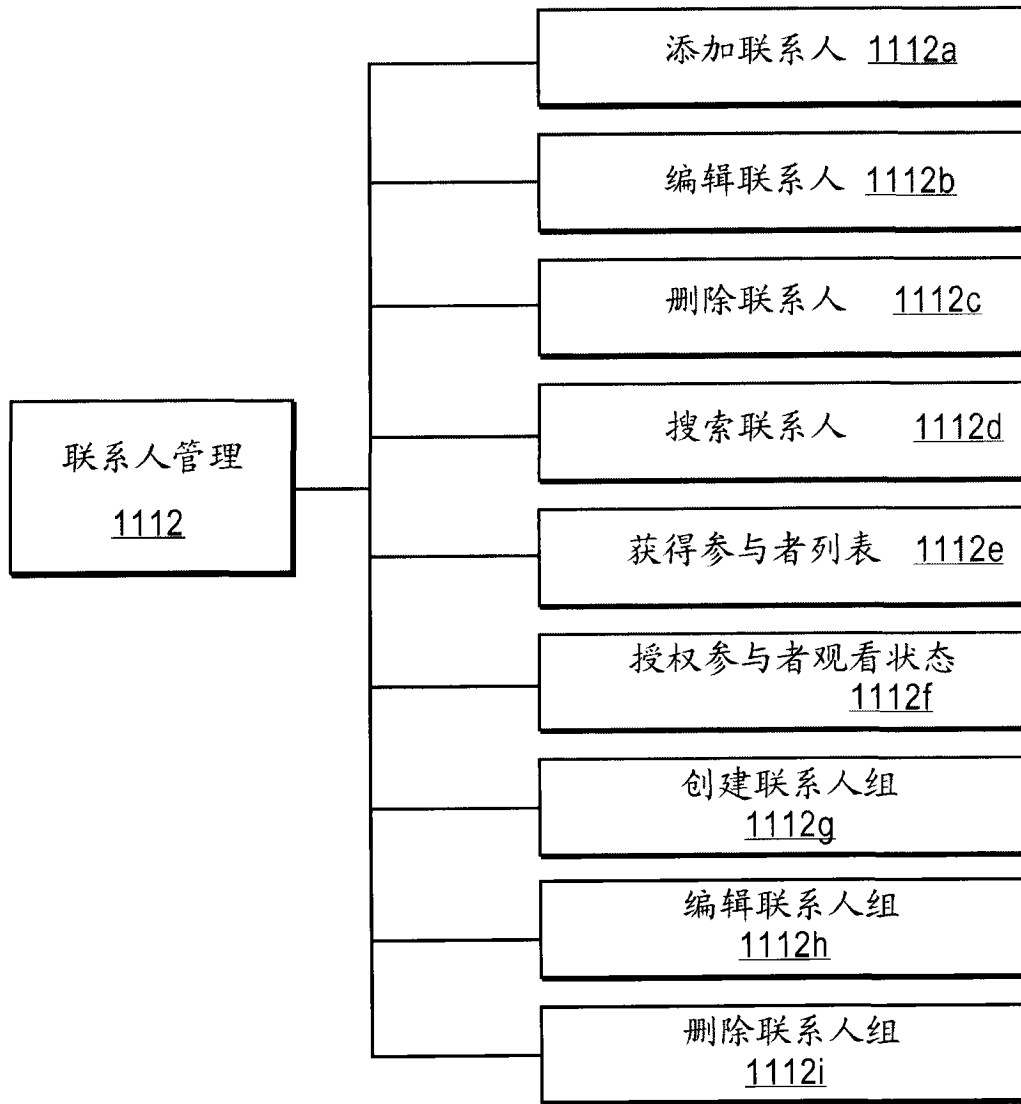 添加联系人 1112a
编辑联系人 1112b
删除联系人 1112c
搜索联系人 1112d
联系人管理
1112
获得参与者列表 1112e
授权参与者观看状态
1112f
创建联系人组
1112g
编辑联系人组
1112h
删除联系人组
1112i